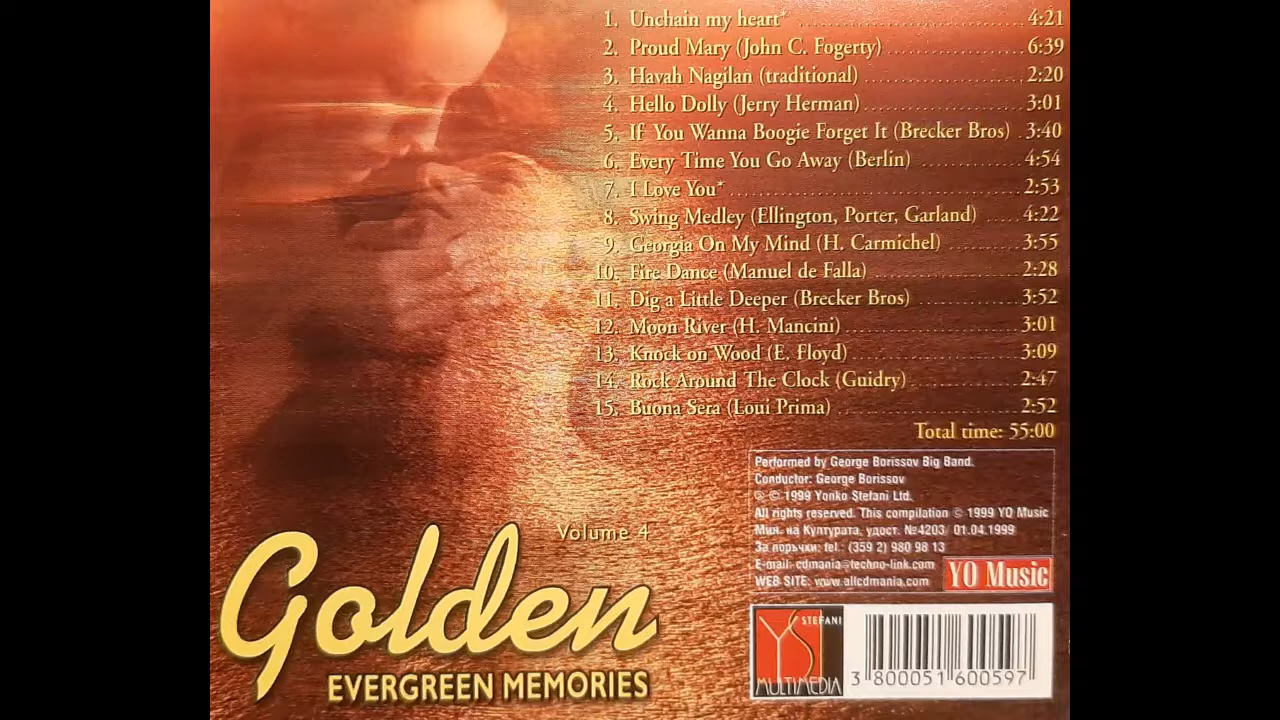 1. Unchain my heart* 4:21
2. Proud Mary (John C. Fogerty) 6:39
3. Havah Nagilan (traditional) 2:20
4. Hello Dolly (Jerry Herman) 3:01
5. If You Wanna Boogie Forget It (Brecker Bros) 3:40
6. Every Time You Go Away (Berlin) 4:54
7. I Love You* 2:53
8. Swing Medley (Ellington, Porter, Garland) 4:22
9. Georgia On My Mind (H. Carmichel) 3:55
10. Fire Dance (Manuel de Falla) 2:28
11. Dig a Little Deeper (Brecker Bros) 3:52
12. Moon River (H. Mancini) 3:01
13. Knock on Wood (E. Floyd) 3:09
14. Rock Around The Clock (Guidry) 2:47
15. Buona Sera (Loui Prima) 2:52
Total time: 55:00
Performed by George Borissov Big Band.
Conductor: George Borissov
℗ © 1999 Yonko Stefani Ltd.
All rights reserved. This compilation © 1999 YO Music
Мин. на Културата, удост. №4203/ 01.04.1999
За поръчки: tel.: (359 2) 980 98 13
E-mail: cdmania@techno-link.com
WEB SITE: www.allcdmania.com
YO Music
Volume 4
Golden
EVERGREEN MEMORIES
YS STEFANI
MULTIMEDIA
3 800051 600597